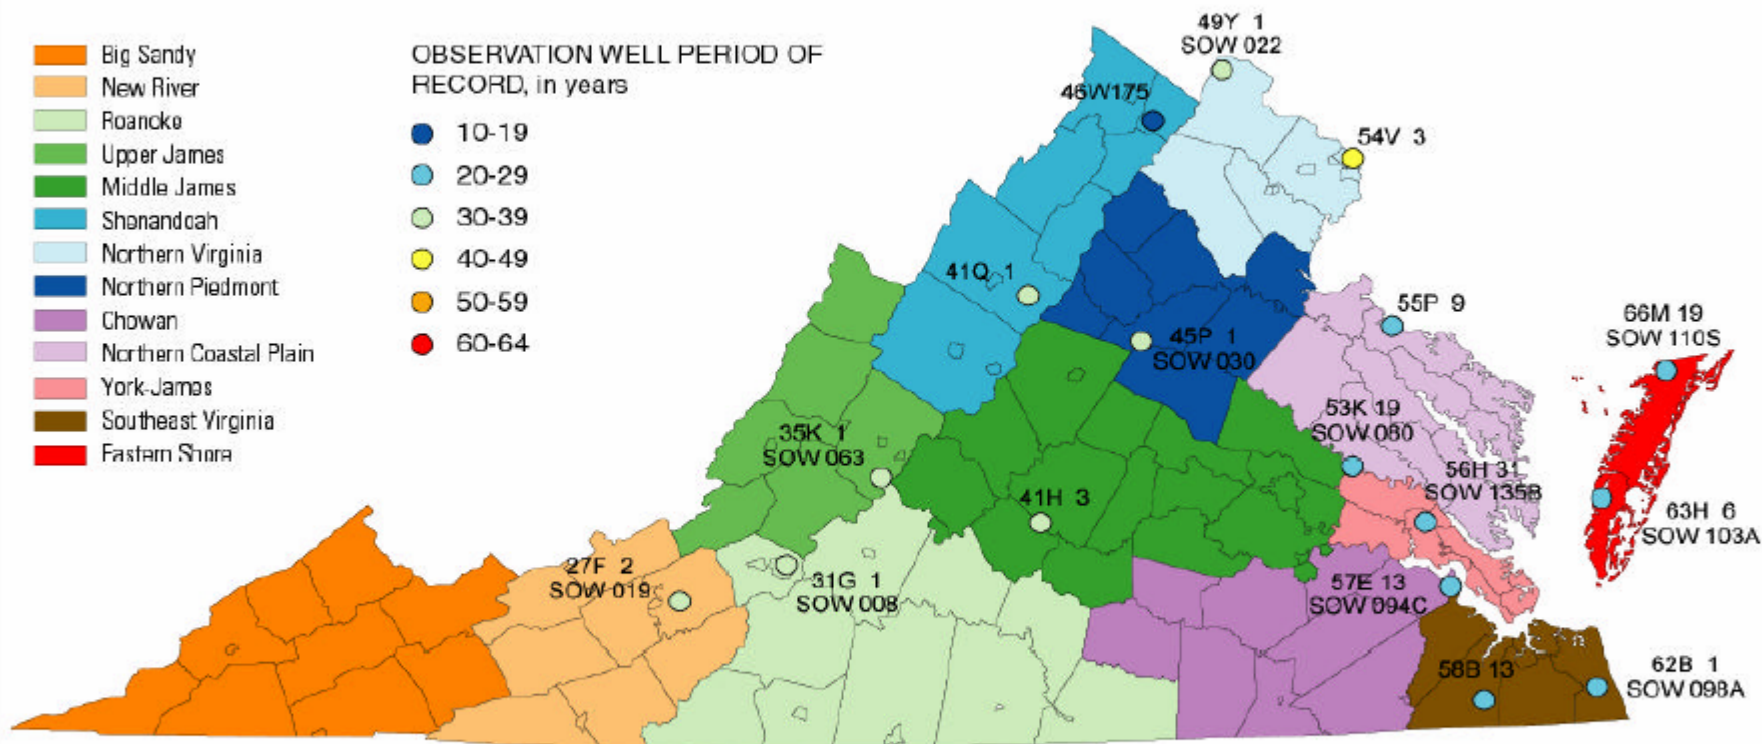 Big Sandy
New River
Roanoke
Upper James
Middle James
Shenandoah
Northern Virginia
Northern Piedmont
Chowan
Northern Coastal Plain
York-James
Southeast Virginia
Eastern Shore
OBSERVATION WELL PERIOD OF
RECORD, in years
10-19
20-29
30-39
40-49
50-59
60-64
49Y 1
SOW 022
46W175
54V 3
41Q 1
45P 1
SOW 030
55P 9
66M 19
SOW 110S
35K 1
SOW 063
53K 19
SOW 080
41H 3
56H 31
SOW 135B
63H 6
SOW 103A
27F 2
SOW 019
31G 1
SOW 008
57E 13
SOW 094C
58B 13
62B 1
SOW 098A